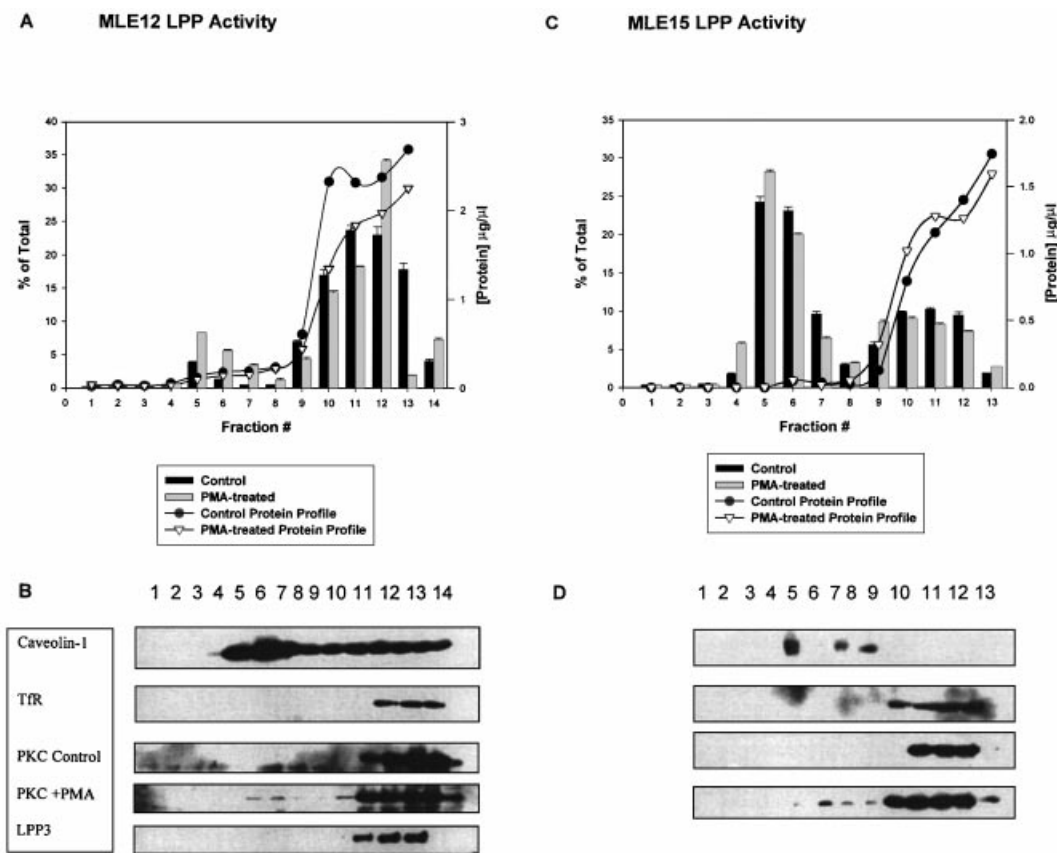 A MLE12 LPP Activity
% of Total
40
35
30
25
20
15
10
5
0
3
2
1
0
[Protein] µg/µl
0 1 2 3 4 5 6 7 8 9 10 11 12 13 14
Fraction #
Control
PMA-treated
Control Protein Profile
PMA-treated Protein Profile
C MLE15 LPP Activity
% of Total
35
30
25
20
15
10
5
0
2.0
1.5
1.0
0.5
0.0
[Protein] µg/µl
0 1 2 3 4 5 6 7 8 9 10 11 12 13
Fraction #
Control
PMA-treated
Control Protein Profile
PMA-treated Protein Profile
B 1 2 3 4 5 6 7 8 9 10 11 12 13 14
Caveolin-1
TfR
PKC Control
PKC +PMA
LPP3
D 1 2 3 4 5 6 7 8 9 10 11 12 13